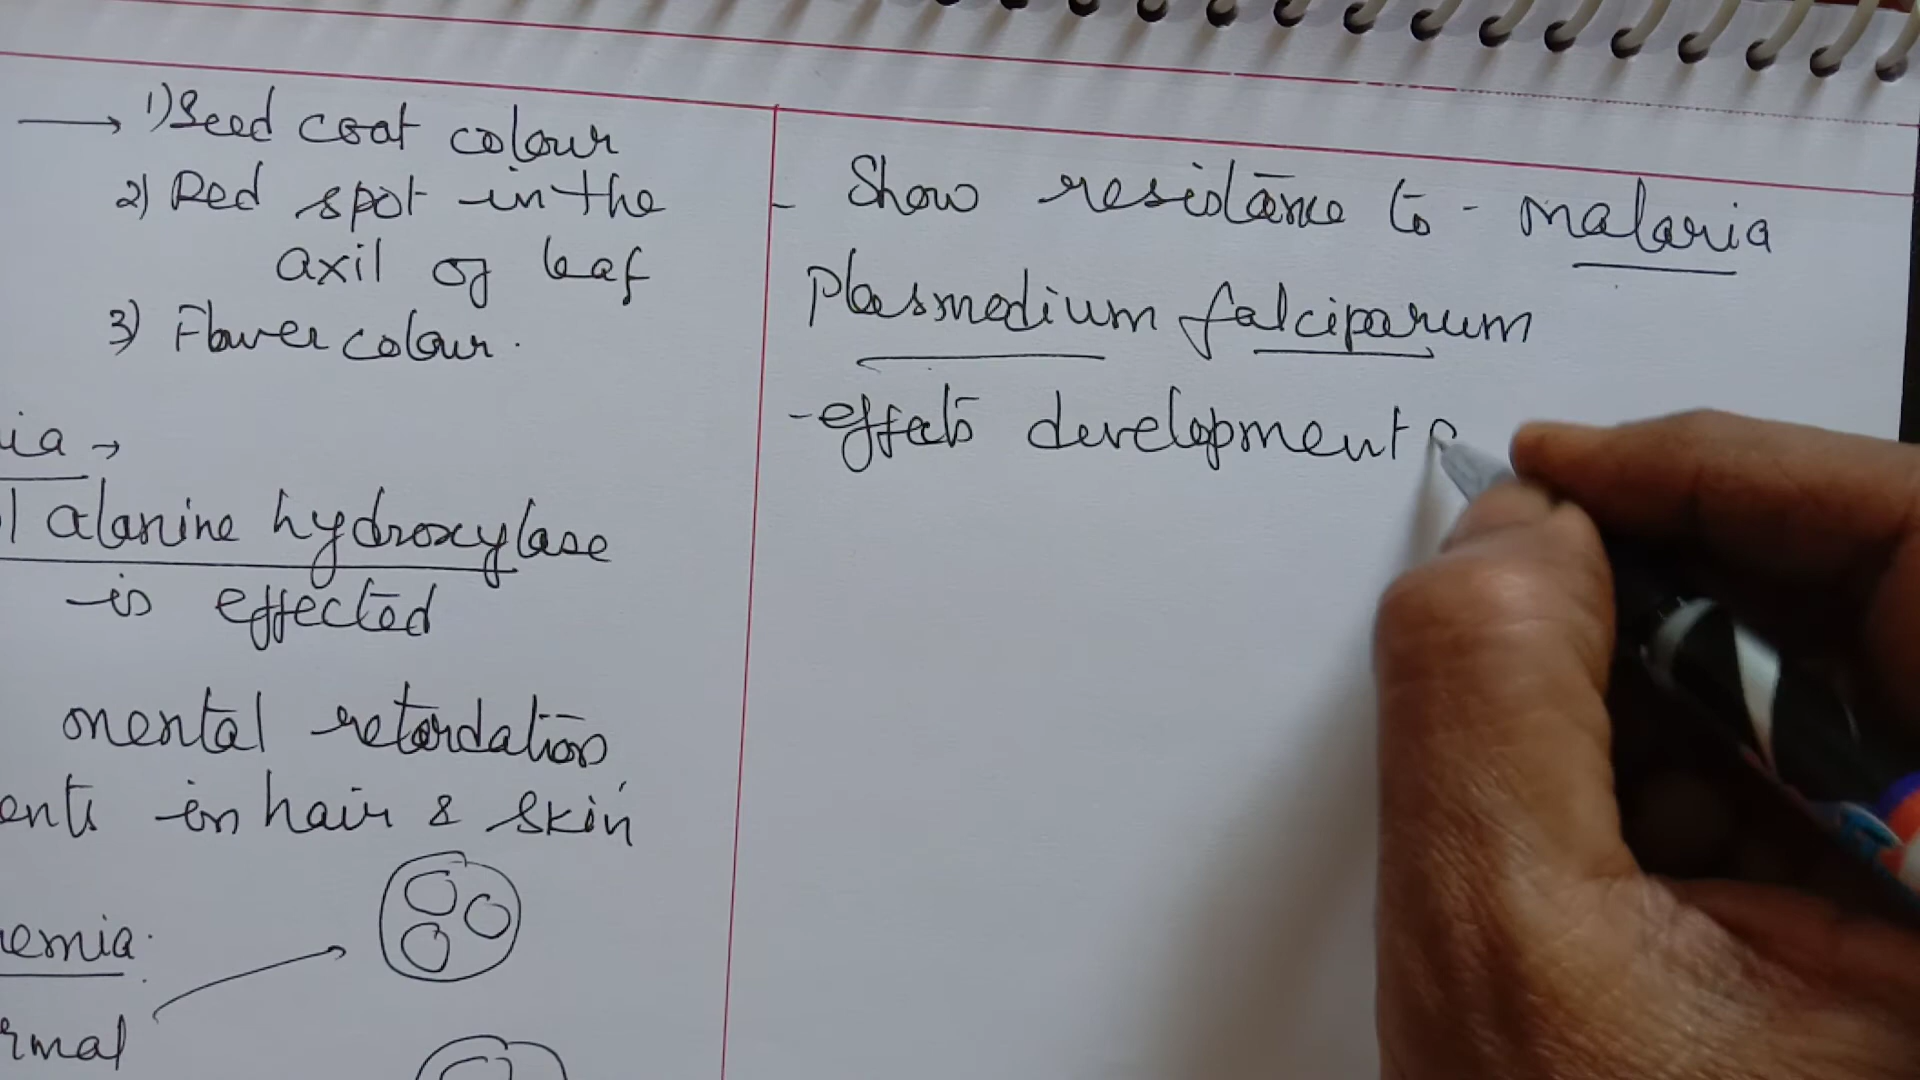 → 1) Seed coat colour
2) Red spot in the
axil of leaf
3) Flower colour.
ia →
alanine hydroxylase
is effected
mental retardation
ents in hair & skin
emia:
rmal
- Show resistance to - malaria
Plasmodium falciparum
- effects development